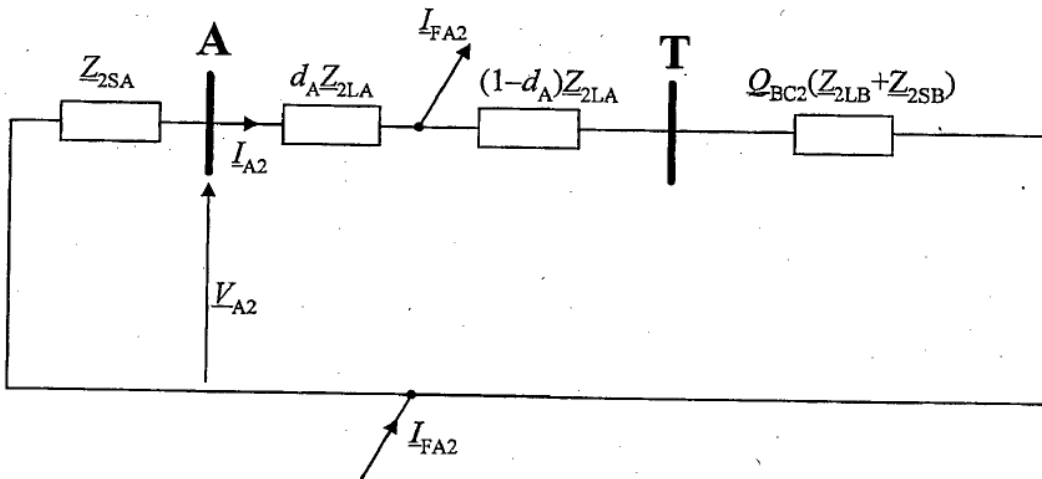 I_FA2
A
T
Z_2SA
d_A Z_2LA
(1–d_A)Z_2LA
Q_BC2(Z_2LB+Z_2SB)
I_A2
V_A2
I_FA2